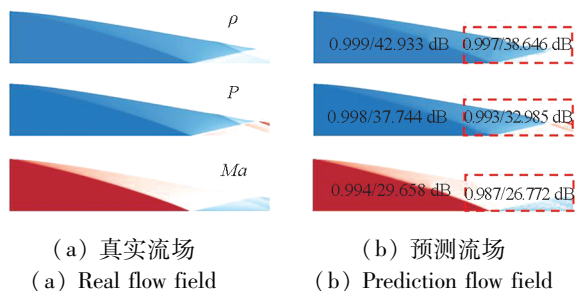 ρ
0.999/42.933 dB 0.997/38.646 dB
P
0.998/37.744 dB 0.993/32.985 dB
Ma
0.994/29.658 dB 0.987/26.772 dB
(a) 真实流场 (b) 预测流场
(a) Real flow field (b) Prediction flow field